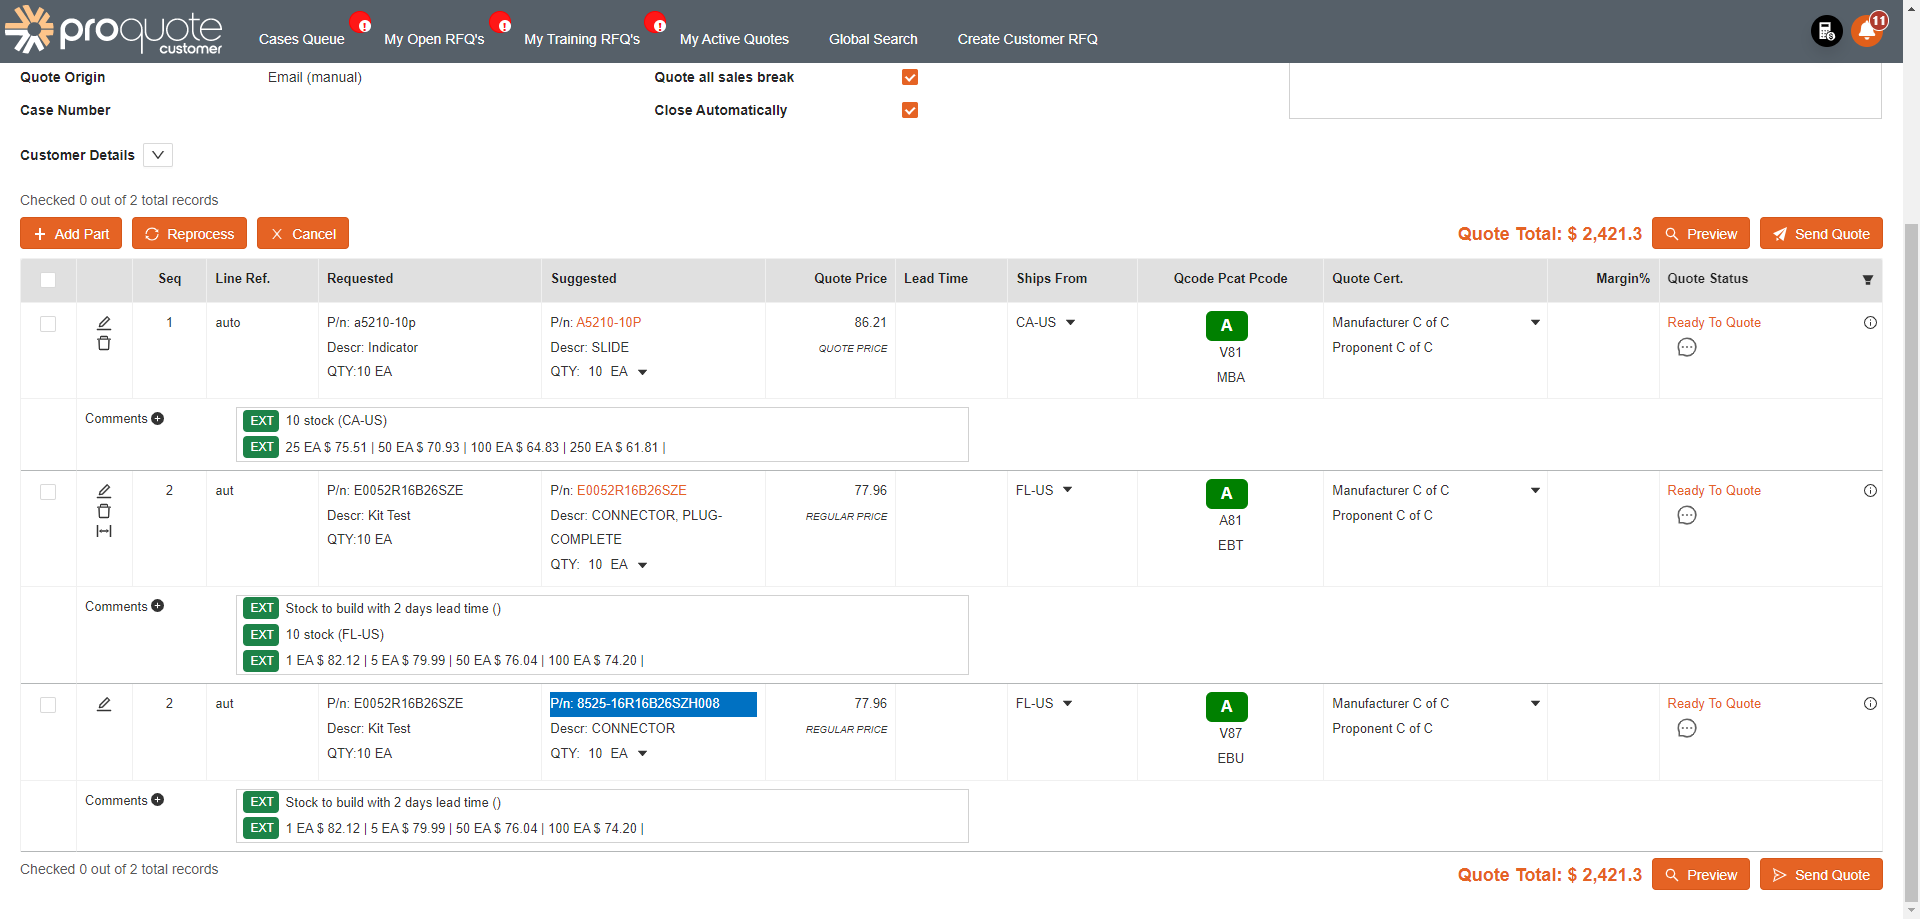 proquote
customer
Cases Queue
My Open RFQ's
My Training RFQ's
My Active Quotes
Global Search
Create Customer RFQ
11
Quote Origin
Email (manual)
Quote all sales break
Case Number
Close Automatically
Customer Details
Checked 0 out of 2 total records
Add Part
Reprocess
Cancel
Quote Total: $ 2,421.3
Preview
Send Quote
Seq
Line Ref.
Requested
Suggested
Quote Price
Lead Time
Ships From
Qcode Pcat Pcode
Quote Cert.
Margin%
Quote Status
1
auto
P/n: a5210-10p
Descr: Indicator
QTY:10 EA
P/n: A5210-10P
Descr: SLIDE
QTY: 10 EA
86.21
QUOTE PRICE
CA-US
A
V81
MBA
Manufacturer C of C
Proponent C of C
Ready To Quote
Comments
EXT 10 stock (CA-US)
EXT 25 EA $ 75.51 | 50 EA $ 70.93 | 100 EA $ 64.83 | 250 EA $ 61.81 |
2
aut
P/n: E0052R16B26SZE
Descr: Kit Test
QTY:10 EA
P/n: E0052R16B26SZE
Descr: CONNECTOR, PLUG-
COMPLETE
QTY: 10 EA
77.96
REGULAR PRICE
FL-US
A
A81
EBT
Manufacturer C of C
Proponent C of C
Ready To Quote
Comments
EXT Stock to build with 2 days lead time ()
EXT 10 stock (FL-US)
EXT 1 EA $ 82.12 | 5 EA $ 79.99 | 50 EA $ 76.04 | 100 EA $ 74.20 |
2
aut
P/n: E0052R16B26SZE
Descr: Kit Test
QTY:10 EA
P/n: 8525-16R16B26SZH008
Descr: CONNECTOR
QTY: 10 EA
77.96
REGULAR PRICE
FL-US
A
V87
EBU
Manufacturer C of C
Proponent C of C
Ready To Quote
Comments
EXT Stock to build with 2 days lead time ()
EXT 1 EA $ 82.12 | 5 EA $ 79.99 | 50 EA $ 76.04 | 100 EA $ 74.20 |
Checked 0 out of 2 total records
Quote Total: $ 2,421.3
Preview
Send Quote